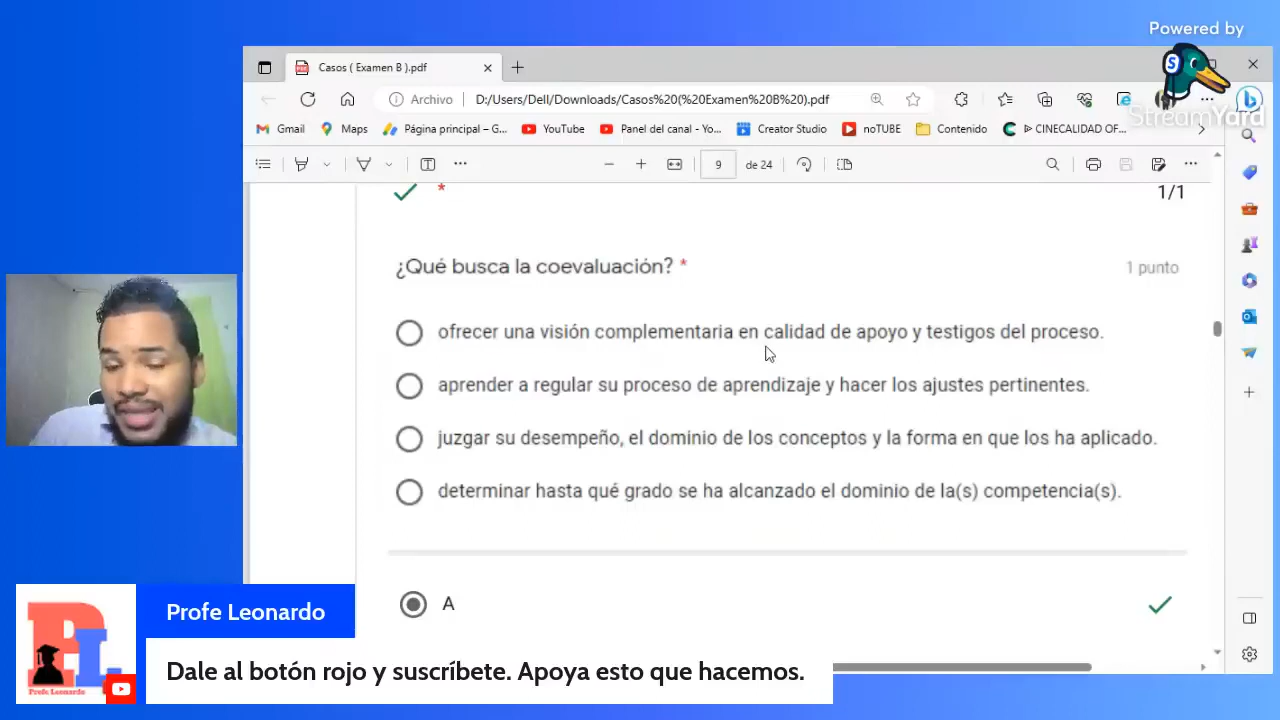 Powered by
StreamYard
Casos ( Examen B ).pdf
Archivo
D:/Users/Dell/Downloads/Casos%20(%20Examen%20B%20).pdf
Gmail
Maps
Página principal – G...
YouTube
Panel del canal - Yo...
Creator Studio
noTUBE
Contenido
CINECALIDAD OF...
9 de 24
* 1/1
¿Qué busca la coevaluación? * 1 punto
ofrecer una visión complementaria en calidad de apoyo y testigos del proceso.
aprender a regular su proceso de aprendizaje y hacer los ajustes pertinentes.
juzgar su desempeño, el dominio de los conceptos y la forma en que los ha aplicado.
determinar hasta qué grado se ha alcanzado el dominio de la(s) competencia(s).
A
Profe Leonardo
Profe Leonardo
Dale al botón rojo y suscríbete. Apoya esto que hacemos.